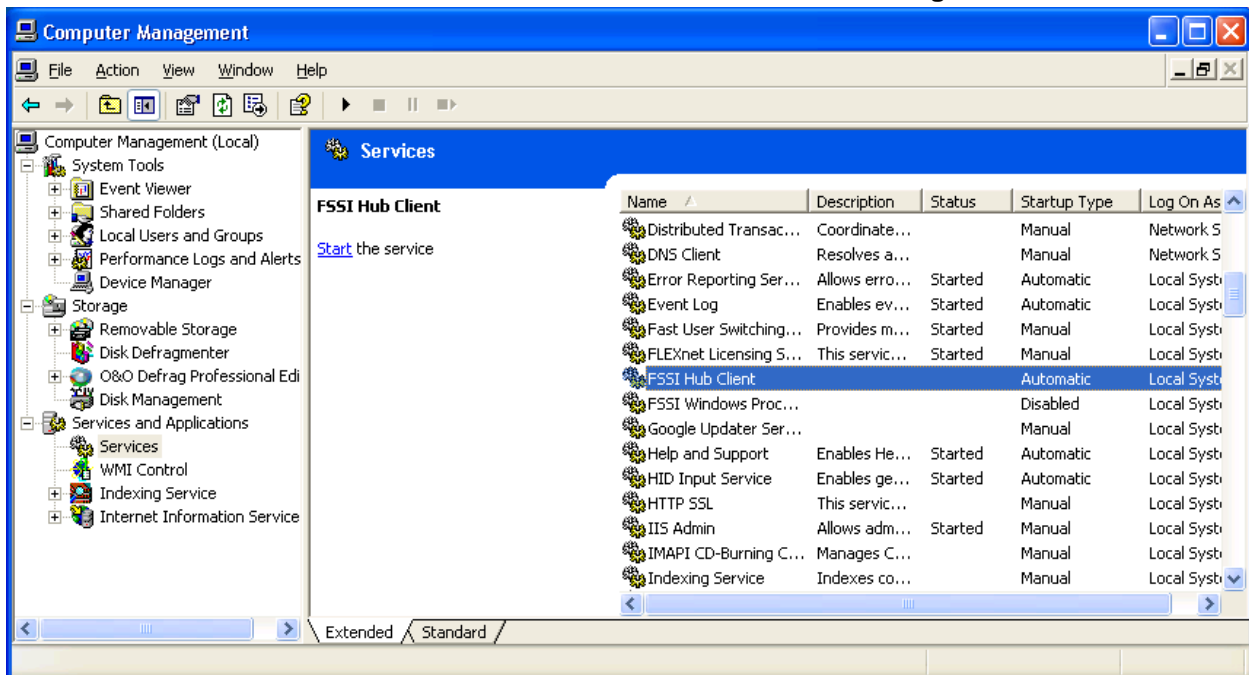 Computer Management
File Action View Window Help
Computer Management (Local)
System Tools
Event Viewer
Shared Folders
Local Users and Groups
Performance Logs and Alerts
Device Manager
Storage
Removable Storage
Disk Defragmenter
O&O Defrag Professional Edi
Disk Management
Services and Applications
Services
WMI Control
Indexing Service
Internet Information Service
Services
FSSI Hub Client
Start the service
Name Description Status Startup Type Log On As
Distributed Transac... Coordinate... Manual Network S
DNS Client Resolves a... Manual Network S
Error Reporting Ser... Allows erro... Started Automatic Local Syst
Event Log Enables ev... Started Automatic Local Syst
Fast User Switching... Provides m... Started Manual Local Syst
FLEXnet Licensing S... This servic... Started Manual Local Syst
FSSI Hub Client Automatic Local Syst
FSSI Windows Proc... Disabled Local Syst
Google Updater Ser... Manual Local Syst
Help and Support Enables He... Started Automatic Local Syst
HID Input Service Enables ge... Started Automatic Local Syst
HTTP SSL This servic... Manual Local Syst
IIS Admin Allows adm... Started Manual Local Syst
IMAPI CD-Burning C... Manages C... Manual Local Syst
Indexing Service Indexes co... Manual Local Syst
Extended Standard